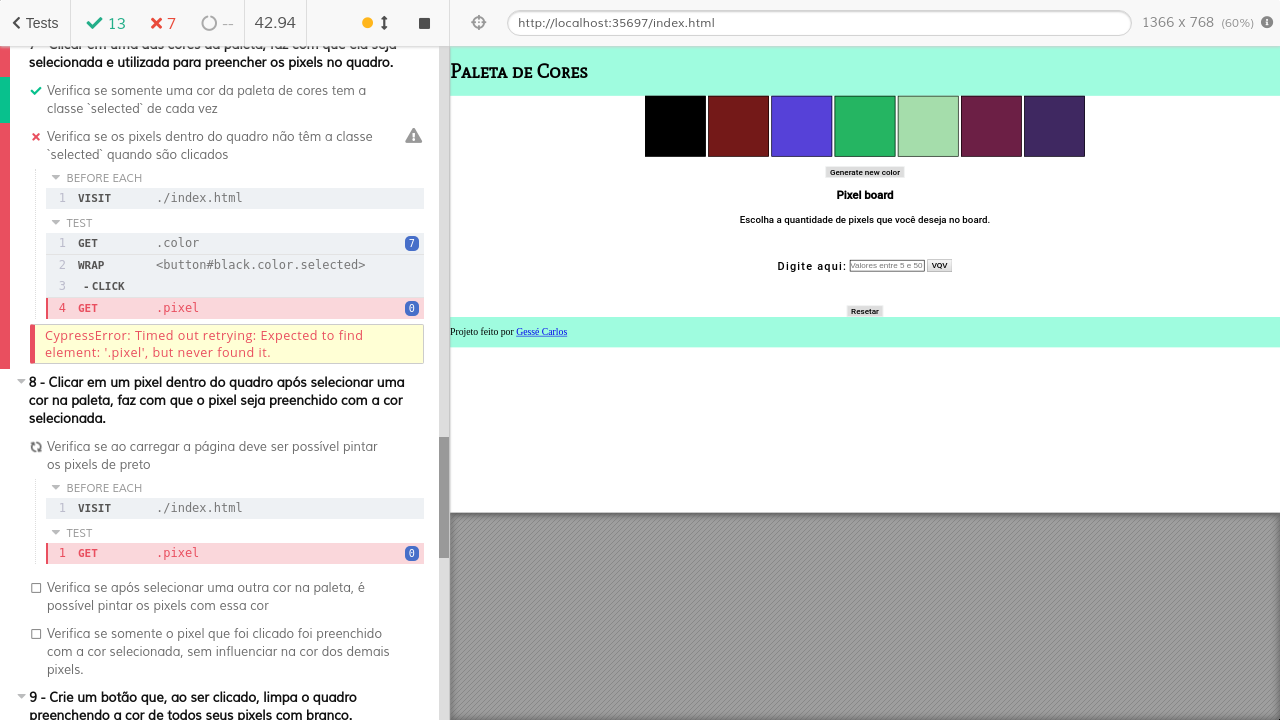 Tests
13
7
--
42.94
http://localhost:35697/index.html
1366 x 768 (60%)
7 - Clicar em uma das cores da paleta, faz com que ela seja
selecionada e utilizada para preencher os pixels no quadro.
Verifica se somente uma cor da paleta de cores tem a
classe `selected` de cada vez
Verifica se os pixels dentro do quadro não têm a classe
`selected` quando são clicados
BEFORE EACH
1 VISIT ./index.html
TEST
1 GET .color 7
2 WRAP <button#black.color.selected>
3 - CLICK
4 GET .pixel 0
CypressError: Timed out retrying: Expected to find
element: '.pixel', but never found it.
8 - Clicar em um pixel dentro do quadro após selecionar uma
cor na paleta, faz com que o pixel seja preenchido com a cor
selecionada.
Verifica se ao carregar a página deve ser possível pintar
os pixels de preto
BEFORE EACH
1 VISIT ./index.html
TEST
1 GET .pixel 0
Verifica se após selecionar uma outra cor na paleta, é
possível pintar os pixels com essa cor
Verifica se somente o pixel que foi clicado foi preenchido
com a cor selecionada, sem influenciar na cor dos demais
pixels.
9 - Crie um botão que, ao ser clicado, limpa o quadro
preenchendo a cor de todos seus pixels com branco.
Paleta de Cores
Generate new color
Pixel board
Escolha a quantidade de pixels que você deseja no board.
Digite aqui: Valores entre 5 e 50 VQV
Resetar
Projeto feito por Gessé Carlos